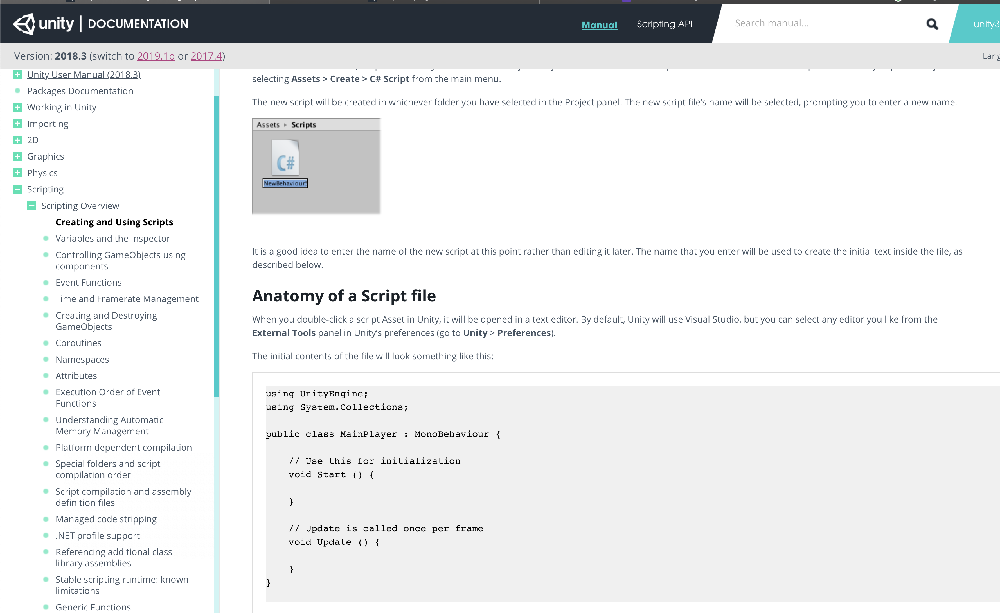 unity | DOCUMENTATION
Manual
Scripting API
Search manual...
unity3
Version: 2018.3 (switch to 2019.1b or 2017.4)
Lang
Unity User Manual (2018.3)
Packages Documentation
Working in Unity
Importing
2D
Graphics
Physics
Scripting
Scripting Overview
Creating and Using Scripts
Variables and the Inspector
Controlling GameObjects using
components
Event Functions
Time and Framerate Management
Creating and Destroying
GameObjects
Coroutines
Namespaces
Attributes
Execution Order of Event
Functions
Understanding Automatic
Memory Management
Platform dependent compilation
Special folders and script
compilation order
Script compilation and assembly
definition files
Managed code stripping
.NET profile support
Referencing additional class
library assemblies
Stable scripting runtime: known
limitations
Generic Functions
selecting Assets > Create > C# Script from the main menu.
The new script will be created in whichever folder you have selected in the Project panel. The new script file’s name will be selected, prompting you to enter a new name.
Assets ▸ Scripts
C#
NewBehaviour
It is a good idea to enter the name of the new script at this point rather than editing it later. The name that you enter will be used to create the initial text inside the file, as
described below.
Anatomy of a Script file
When you double-click a script Asset in Unity, it will be opened in a text editor. By default, Unity will use Visual Studio, but you can select any editor you like from the
External Tools panel in Unity’s preferences (go to Unity > Preferences).
The initial contents of the file will look something like this:
using UnityEngine;
using System.Collections;
public class MainPlayer : MonoBehaviour {
// Use this for initialization
void Start () {
}
// Update is called once per frame
void Update () {
}
}